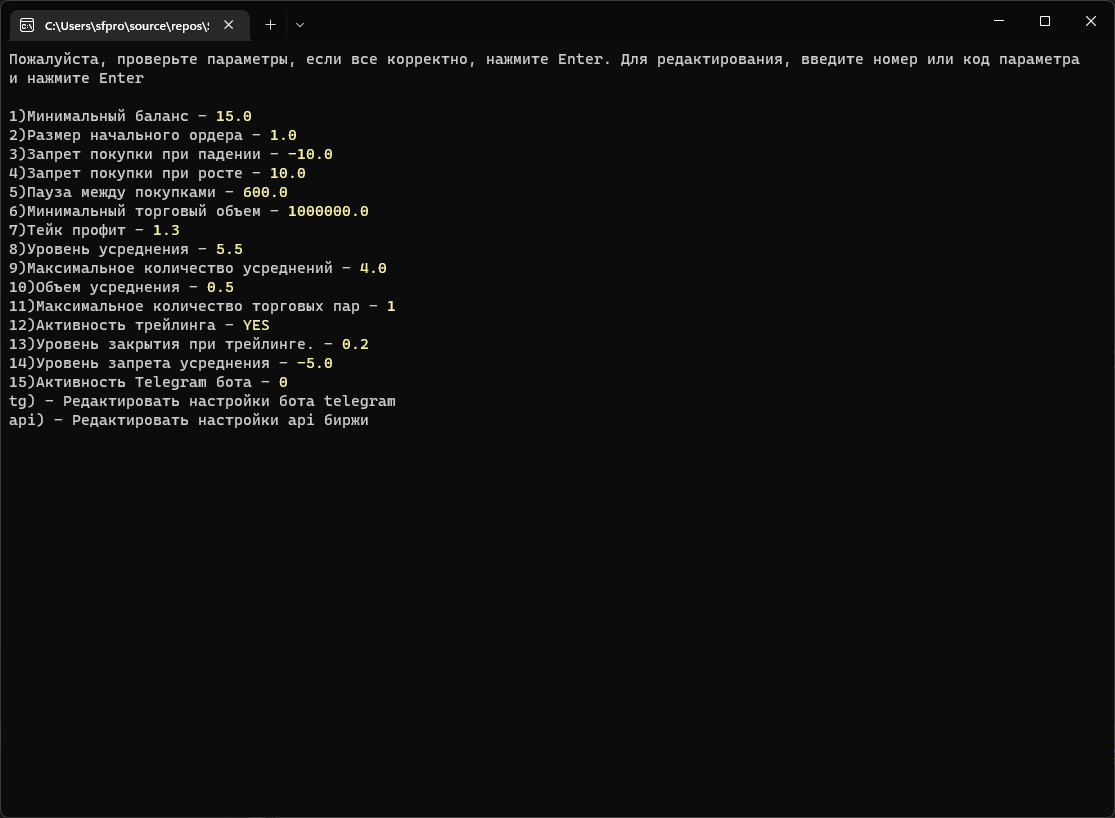 C:\Users\sfpro\source\repos\
Пожалуйста, проверьте параметры, если все корректно, нажмите Enter. Для редактирования, введите номер или код параметра
и нажмите Enter
1)Минимальный баланс - 15.0
2)Размер начального ордера - 1.0
3)Запрет покупки при падении - -10.0
4)Запрет покупки при росте - 10.0
5)Пауза между покупками - 600.0
6)Минимальный торговый объем - 1000000.0
7)Тейк профит - 1.3
8)Уровень усреднения - 5.5
9)Максимальное количество усреднений - 4.0
10)Объем усреднения - 0.5
11)Максимальное количество торговых пар - 1
12)Активность трейлинга - YES
13)Уровень закрытия при трейлинге. - 0.2
14)Уровень запрета усреднения - -5.0
15)Активность Telegram бота - 0
tg) - Редактировать настройки бота telegram
api) - Редактировать настройки api биржи